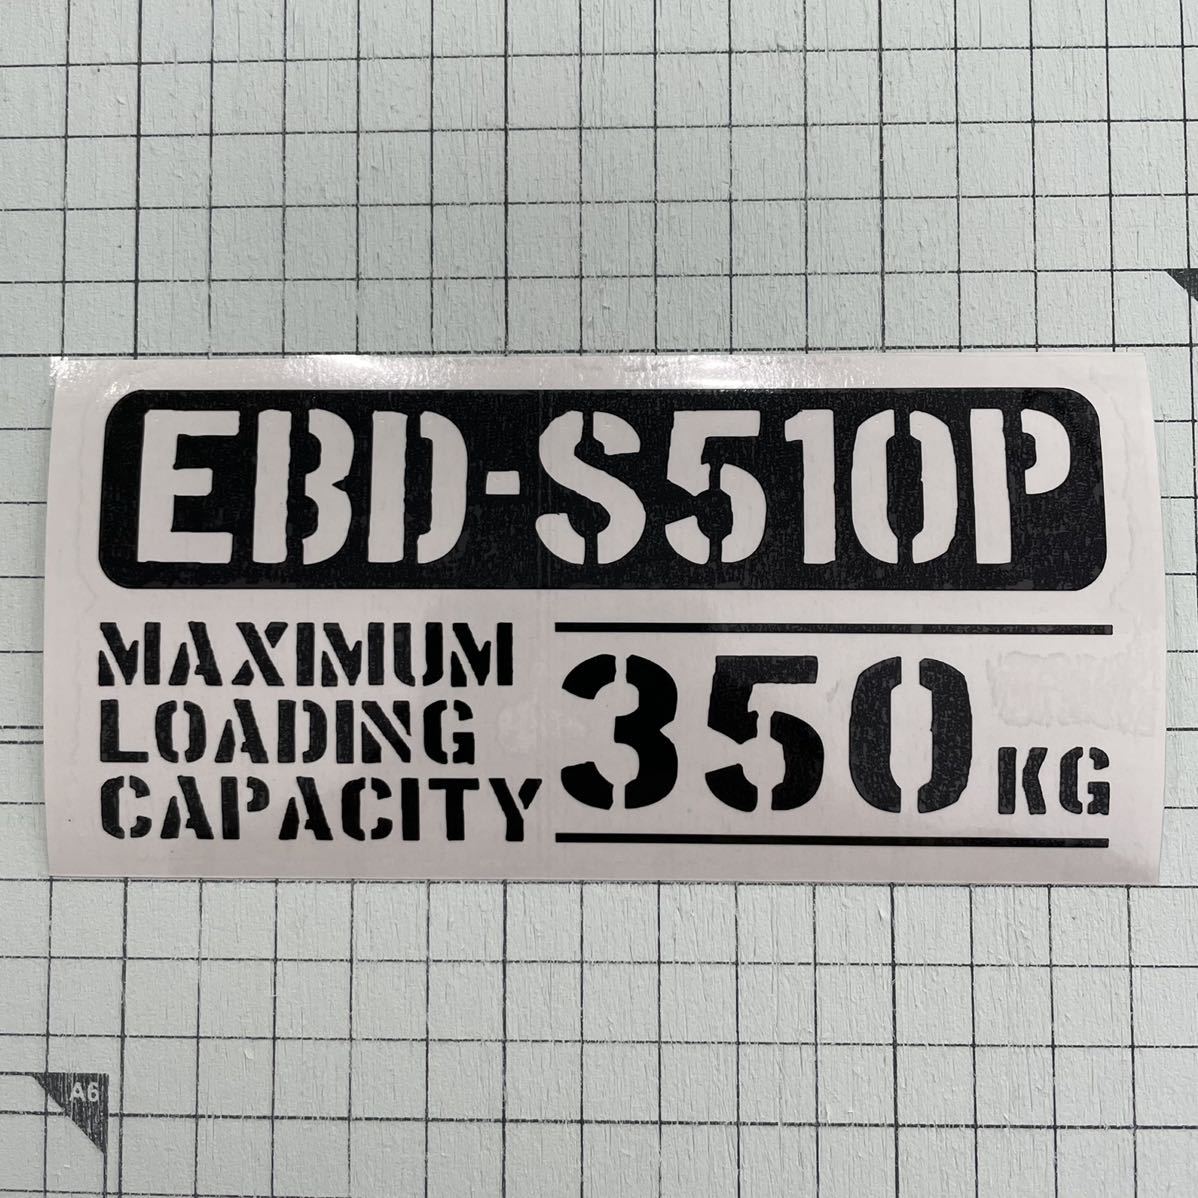 EBD-S510P
MAXIMUM
LOADING
CAPACITY
350 KG
A6